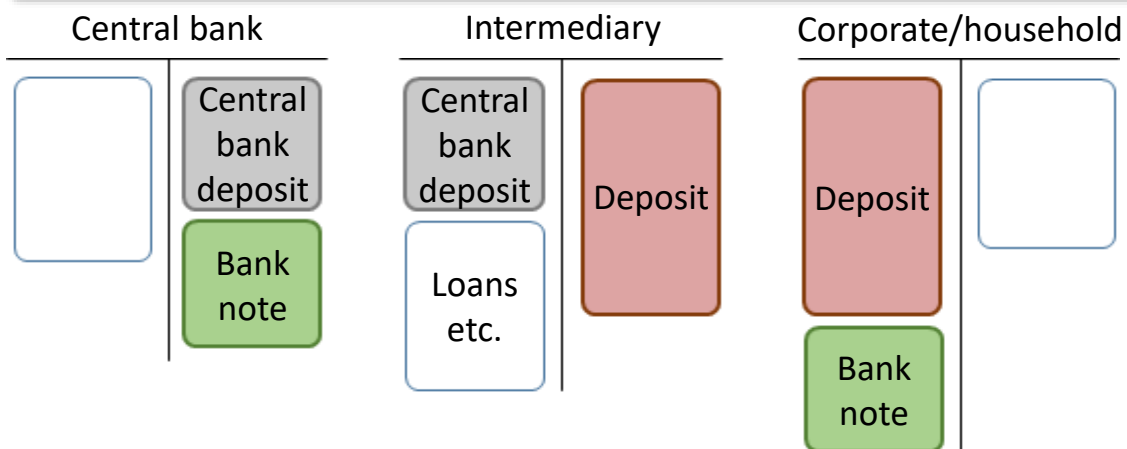 Central bank
Intermediary
Corporate/household
Central
bank
deposit
Bank
note
Central
bank
deposit
Loans
etc.
Deposit
Deposit
Bank
note